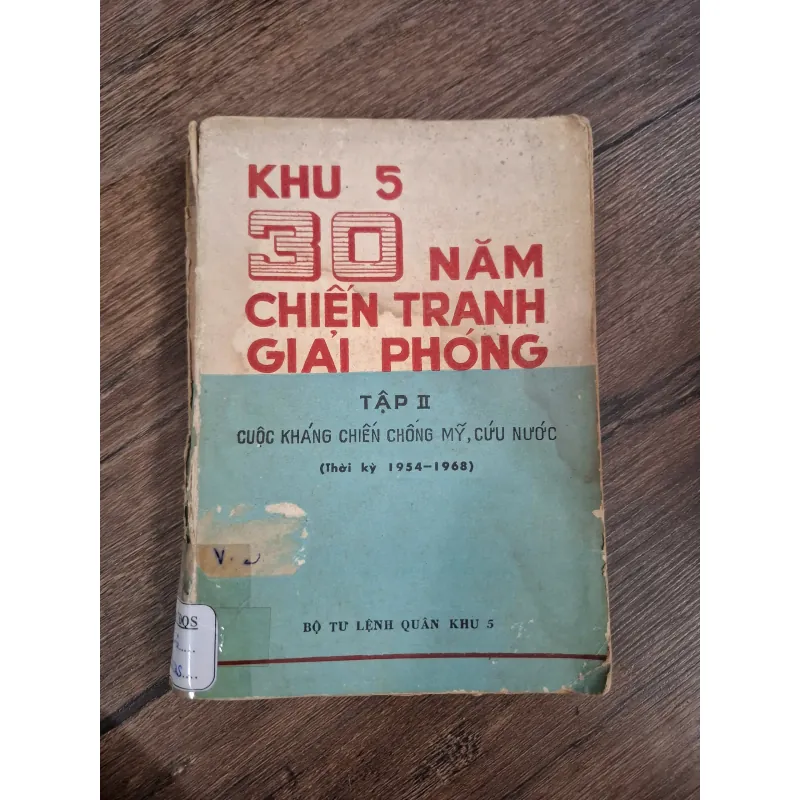 KHU 5
30 NĂM
CHIẾN TRANH
GIẢI PHÓNG
TẬP II
CUỘC KHÁNG CHIẾN CHỐNG MỸ, CỨU NƯỚC
(Thời kỳ 1954-1968)
V.
BỘ TƯ LỆNH QUÂN KHU 5
QS